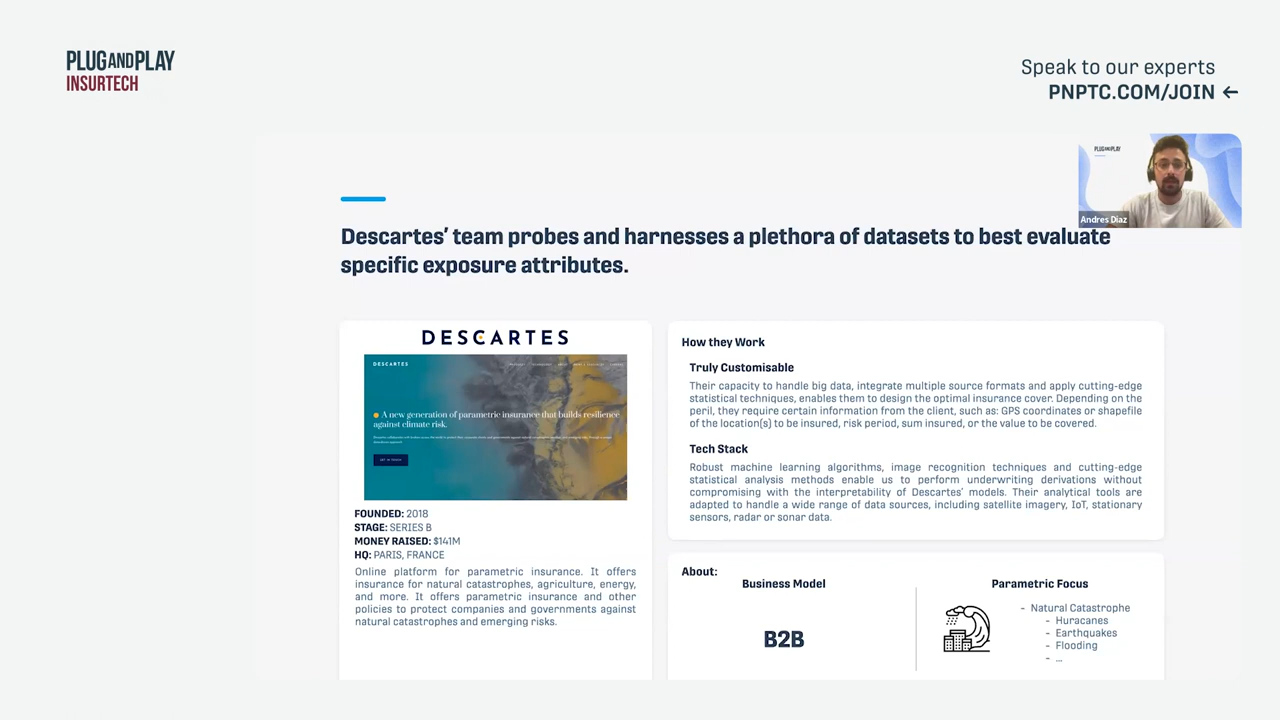 PLUGANDPLAY
INSURTECH
Speak to our experts
PNPTC.COM/JOIN ←
PLUGANDPLAY
Andres Diaz
Descartes’ team probes and harnesses a plethora of datasets to best evaluate
specific exposure attributes.
DESCARTES
DESCARTES
A new generation of parametric insurance that builds resilience
against climate risk.
GET IN TOUCH
FOUNDED: 2018
STAGE: SERIES B
MONEY RAISED: $141M
HQ: PARIS, FRANCE
Online platform for parametric insurance. It offers
insurance for natural catastrophes, agriculture, energy,
and more. It offers parametric insurance and other
policies to protect companies and governments against
natural catastrophes and emerging risks.
How they Work
Truly Customisable
Their capacity to handle big data, integrate multiple source formats and apply cutting-edge
statistical techniques, enables them to design the optimal insurance cover. Depending on the
peril, they require certain information from the client, such as: GPS coordinates or shapefile
of the location(s) to be insured, risk period, sum insured, or the value to be covered.
Tech Stack
Robust machine learning algorithms, image recognition techniques and cutting-edge
statistical analysis methods enable us to perform underwriting derivations without
compromising with the interpretability of Descartes’ models. Their analytical tools are
adapted to handle a wide range of data sources, including satellite imagery, IoT, stationary
sensors, radar or sonar data.
About:
Business Model
B2B
Parametric Focus
- Natural Catastrophe
- Huracanes
- Earthquakes
- Flooding
- ...